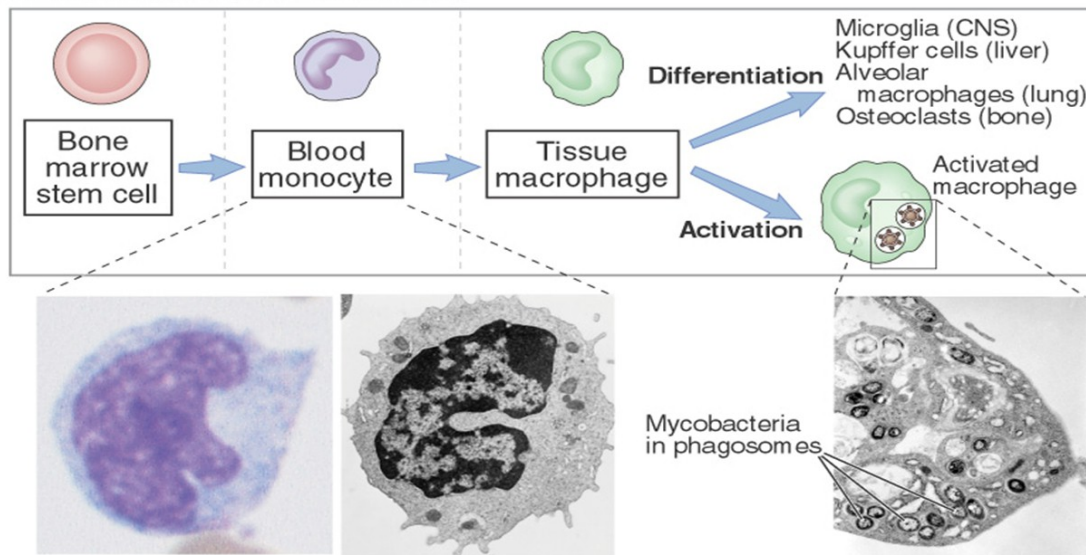 Bone
marrow
stem cell
Blood
monocyte
Tissue
macrophage
Differentiation
Microglia (CNS)
Kupffer cells (liver)
Alveolar
macrophages (lung)
Osteoclasts (bone)
Activation
Activated
macrophage
Mycobacteria
in phagosomes